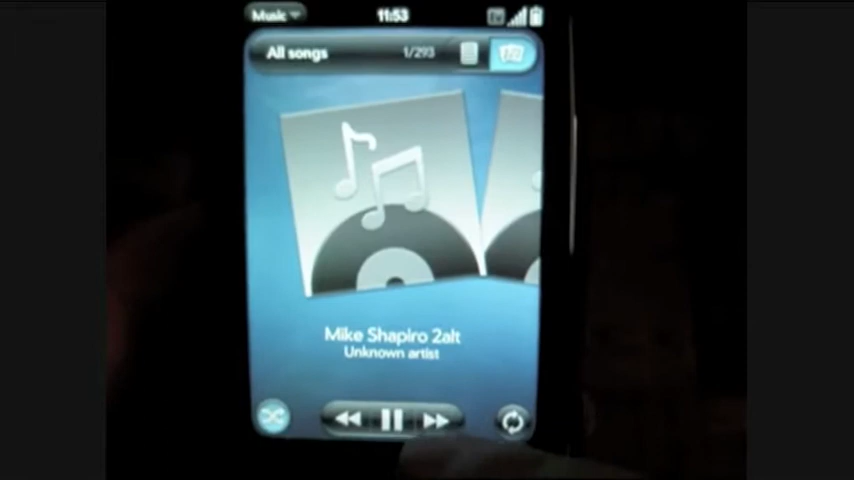 Music
11:53
All songs
1/293
Mike Shapiro 2alt
Unknown artist